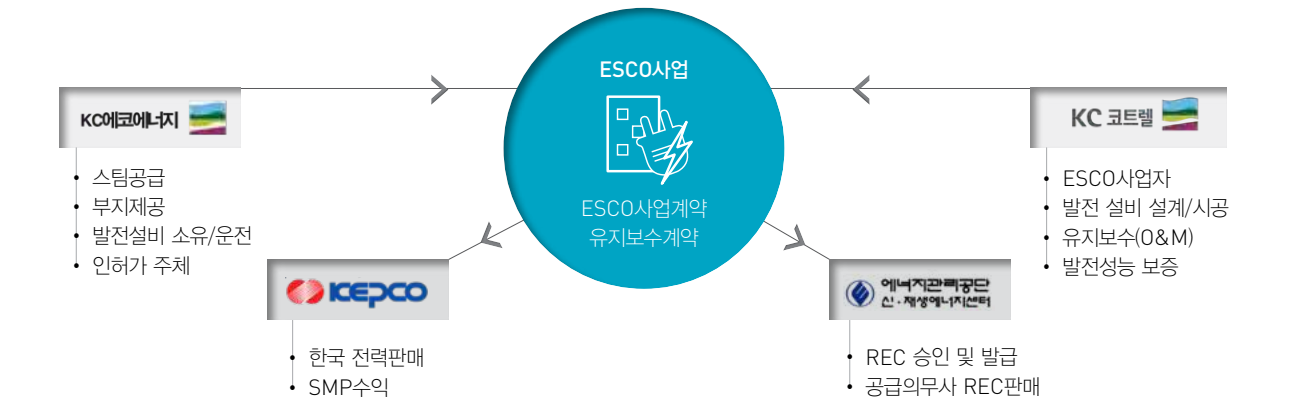 ESCO사업
ESCO사업계약
유지보수계약
KC에코에너지
• 스팀공급
• 부지제공
• 발전설비 소유/운전
• 인허가 주체
KC 코트렐
• ESCO사업자
• 발전 설비 설계/시공
• 유지보수(O&M)
• 발전성능 보증
KEPCO
• 한국 전력판매
• SMP수익
에너지관리공단
신·재생에너지센터
• REC 승인 및 발급
• 공급의무사 REC판매